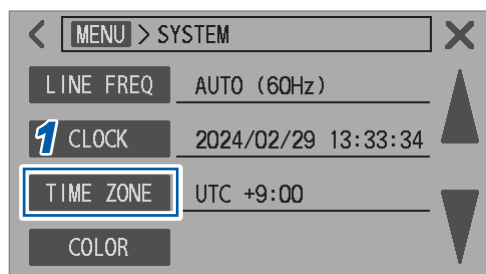 MENU > SYSTEM
LINE FREQ AUTO (60Hz)
1 CLOCK 2024/02/29 13:33:34
TIME ZONE UTC +9:00
COLOR